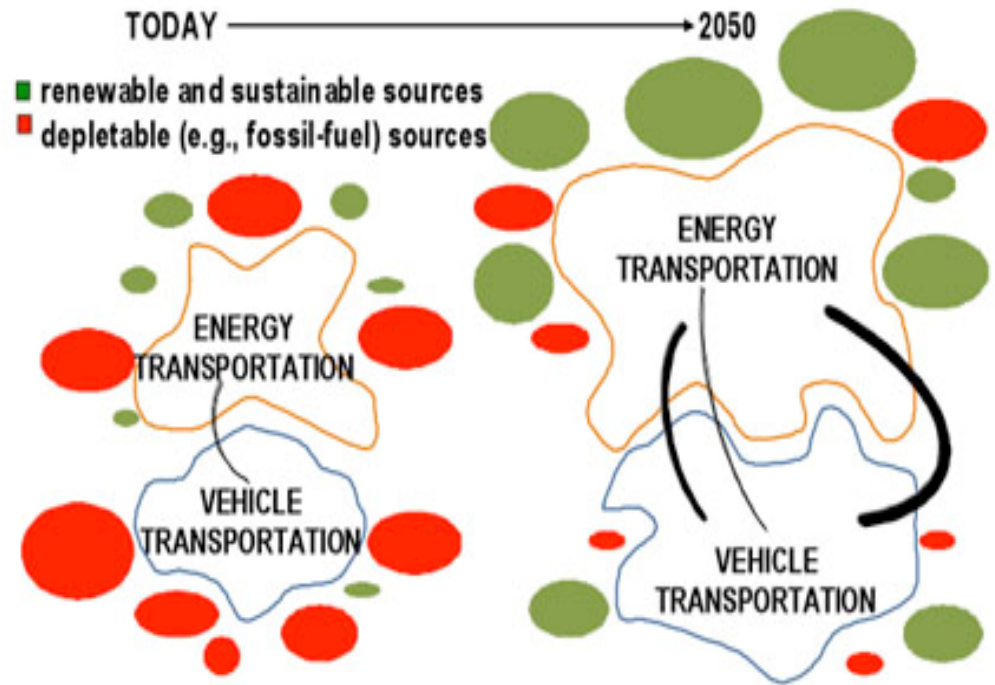 TODAY 2050
renewable and sustainable sources
depletable (e.g., fossil-fuel) sources
ENERGY
TRANSPORTATION
VEHICLE
TRANSPORTATION
ENERGY
TRANSPORTATION
VEHICLE
TRANSPORTATION